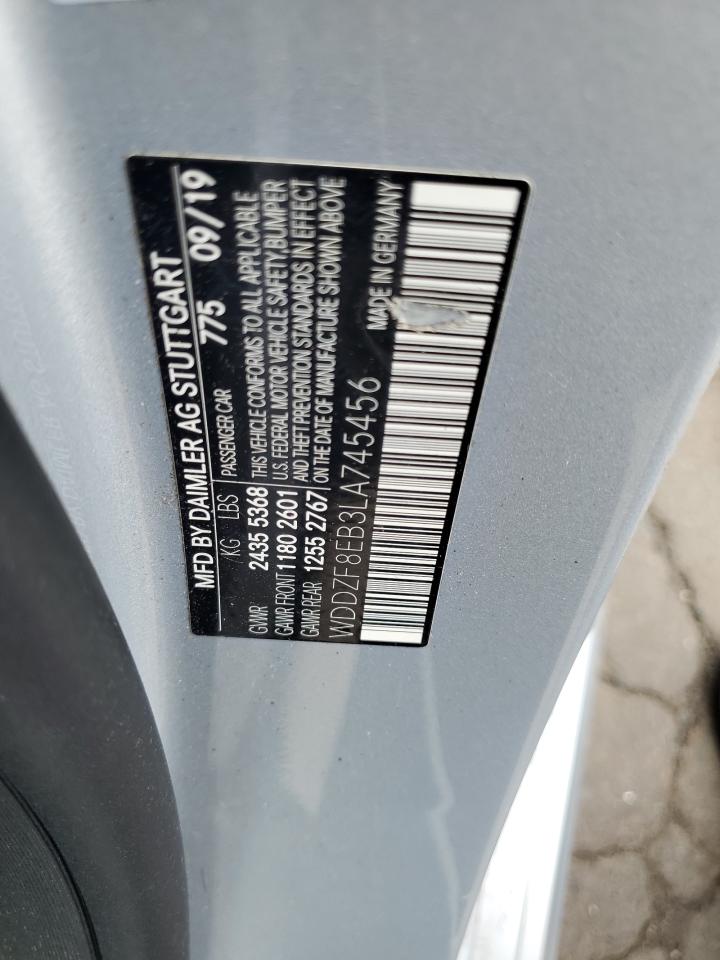 MFD BY DAIMLER AG STUTTGART
/KG LBS 775 09/19
PASSENGER CAR
GVWR 2435 5368 THIS VEHICLE CONFORMS TO ALL APPLICABLE
GAWR FRONT 1180 2601 U.S. FEDERAL MOTOR VEHICLE SAFETY,BUMPER
GAWR REAR 1255 2767 AND THEFT PREVENTION STANDARDS IN EFFECT
ON THE DATE OF MANUFACTURE SHOWN ABOVE
WDDZF8EB3LA745456 MADE IN GERMANY